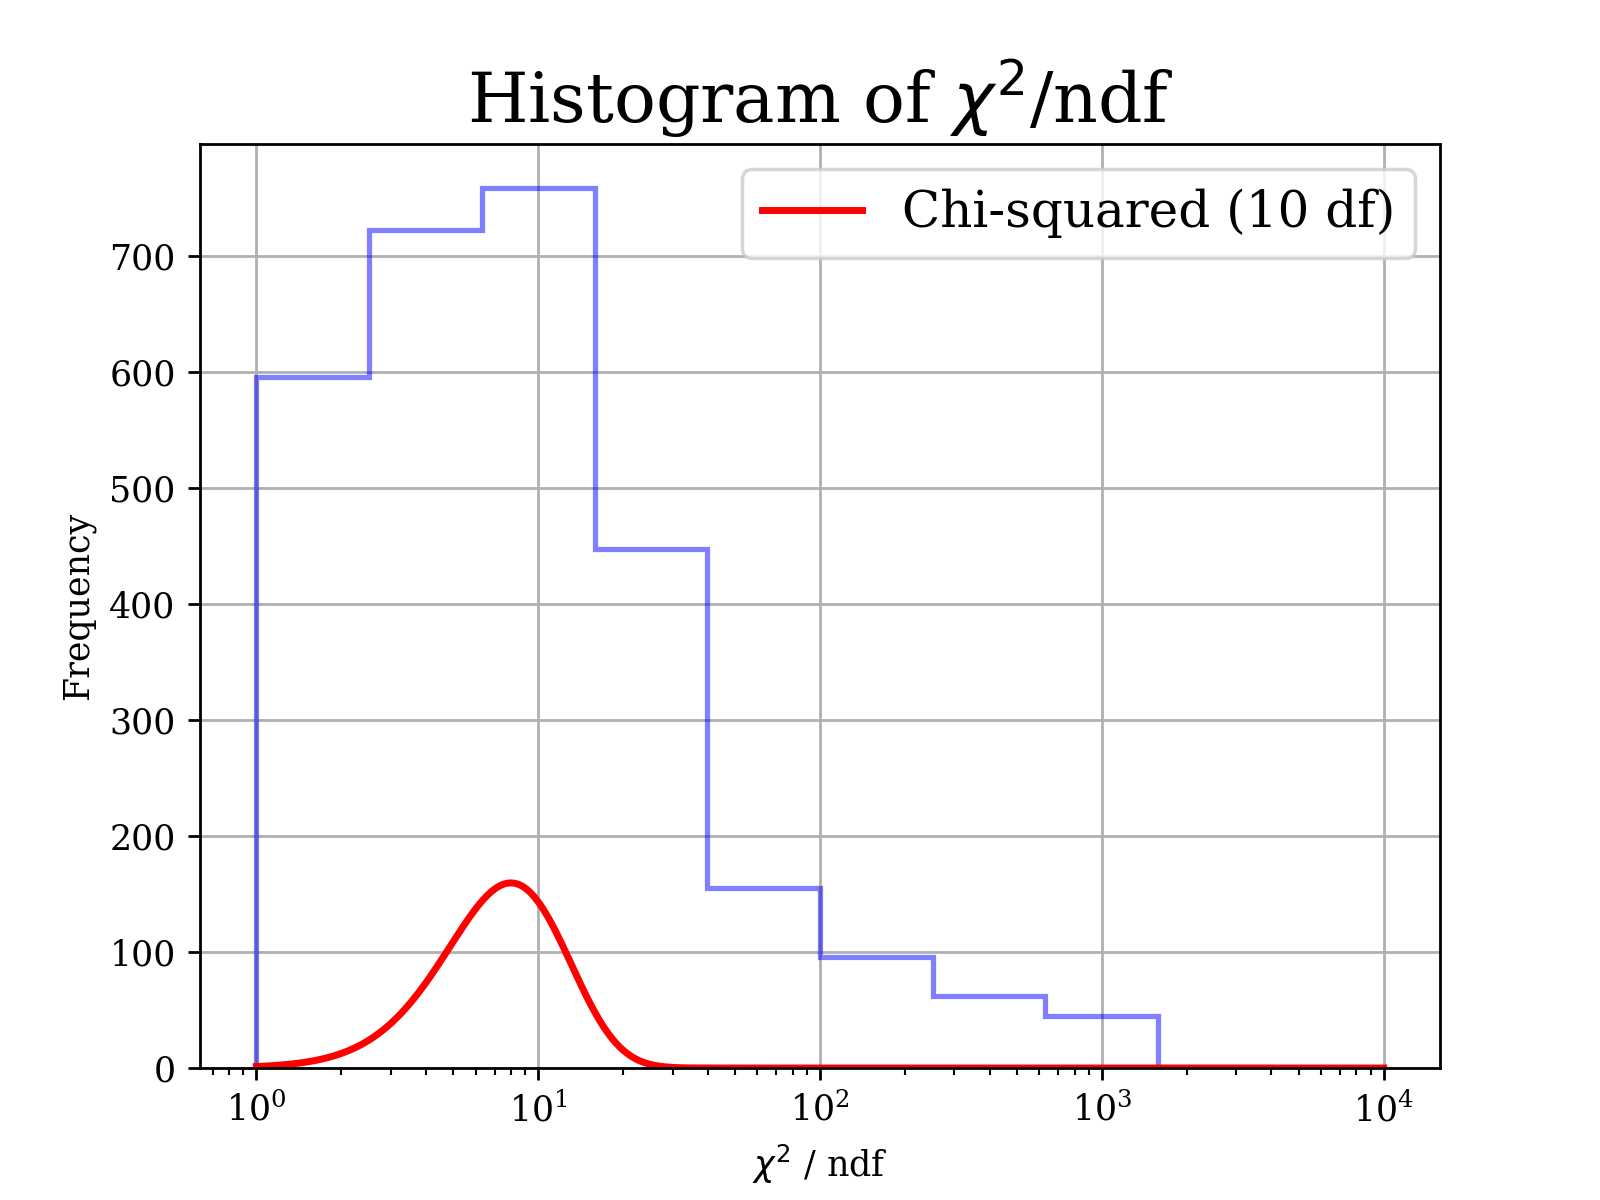 Histogram of χ²/ndf
Chi-squared (10 df)
Frequency
700
600
500
400
300
200
100
0
10⁰ 10¹ 10² 10³ 10⁴
χ² / ndf